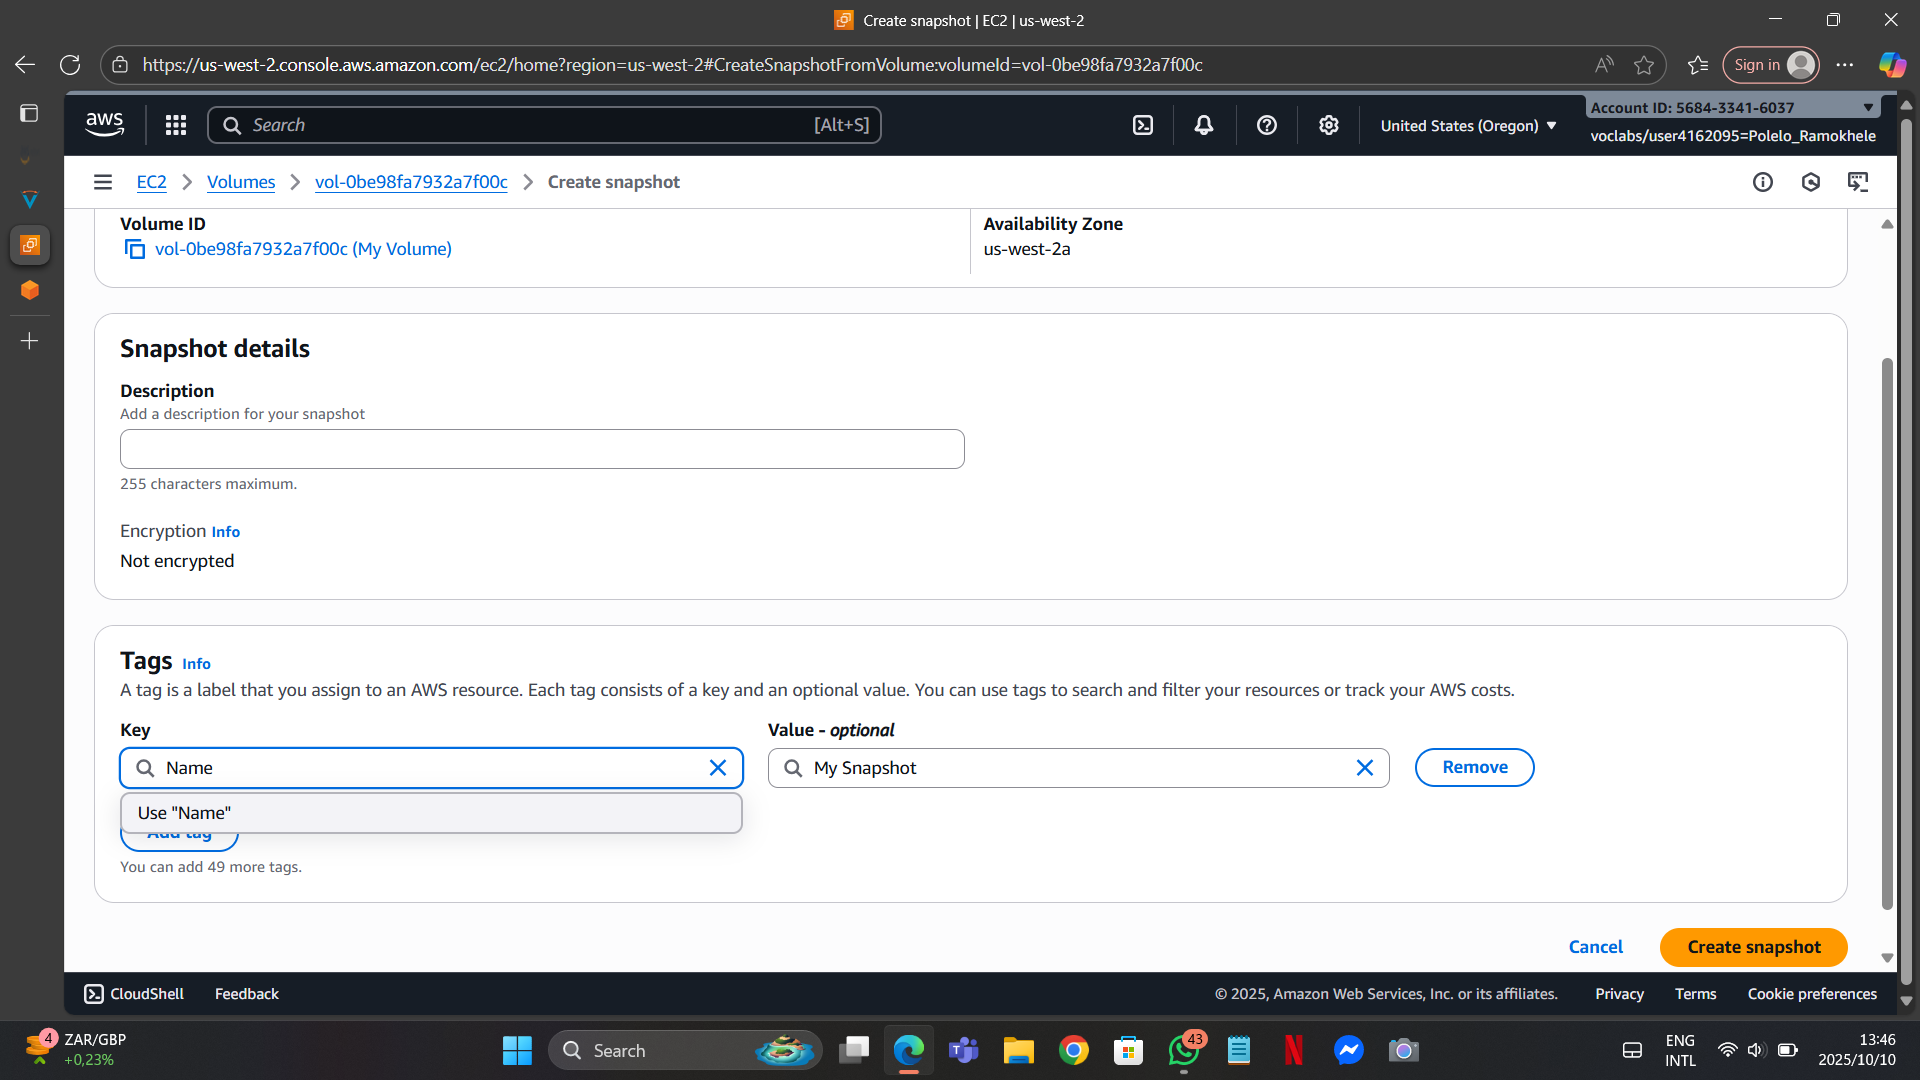 Create snapshot | EC2 | us-west-2
https://us-west-2.console.aws.amazon.com/ec2/home?region=us-west-2#CreateSnapshotFromVolume:volumeId=vol-0be98fa7932a7f00c
Sign in
aws
Search
[Alt+S]
United States (Oregon)
Account ID: 5684-3341-6037
voclabs/user4162095=Polelo_Ramokhele
EC2
Volumes
vol-0be98fa7932a7f00c
Create snapshot
Volume ID
vol-0be98fa7932a7f00c (My Volume)
Availability Zone
us-west-2a
Snapshot details
Description
Add a description for your snapshot
255 characters maximum.
Encryption Info
Not encrypted
Tags Info
A tag is a label that you assign to an AWS resource. Each tag consists of a key and an optional value. You can use tags to search and filter your resources or track your AWS costs.
Key
Value - optional
Name
My Snapshot
Remove
Use "Name"
Add tag
You can add 49 more tags.
Cancel
Create snapshot
CloudShell
Feedback
© 2025, Amazon Web Services, Inc. or its affiliates.
Privacy
Terms
Cookie preferences
4
ZAR/GBP
+0,23%
Search
43
ENG
INTL
13:46
2025/10/10